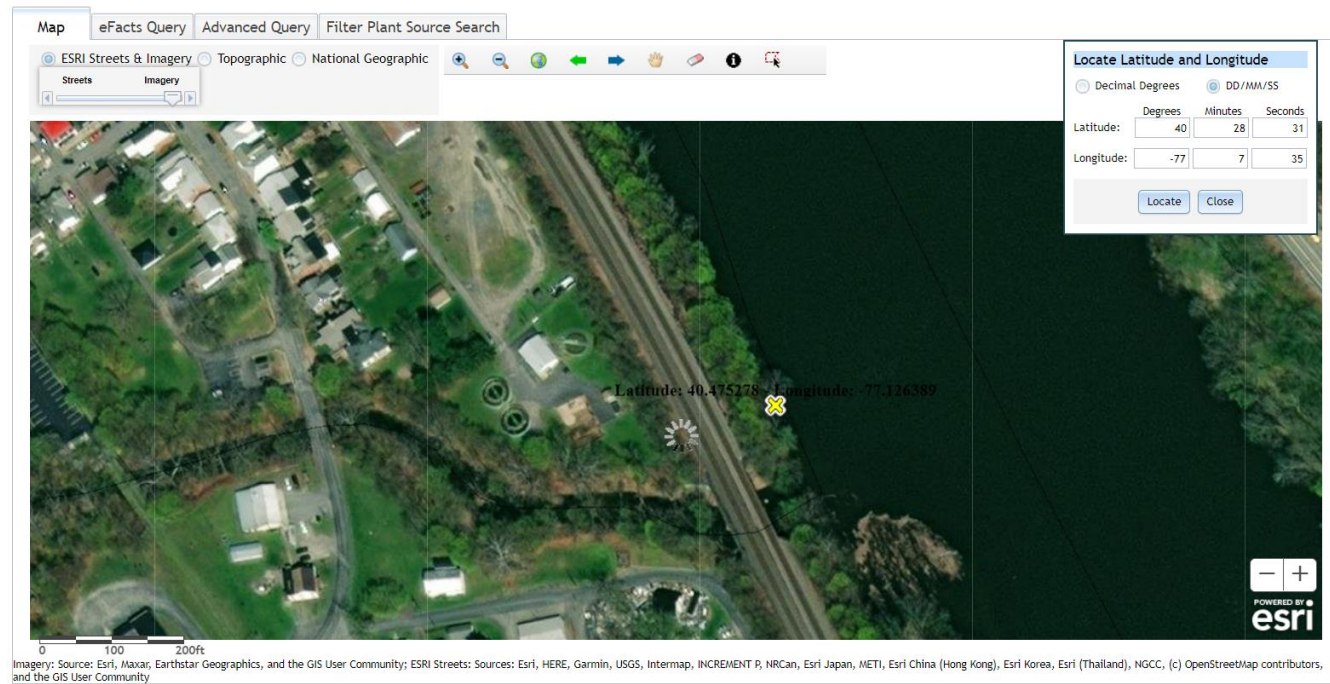 Map eFacts Query Advanced Query Filter Plant Source Search
ESRI Streets & Imagery Topographic National Geographic
Streets Imagery
Locate Latitude and Longitude
Decimal Degrees DD/MM/SS
Degrees Minutes Seconds
Latitude: 40 28 31
Longitude: -77 7 35
Locate Close
Latitude: 40.475278 Longitude: -77.126389
POWERED BY
esri
0 100 200ft
Imagery: Source: Esri, Maxar, Earthstar Geographics, and the GIS User Community; ESRI Streets: Sources: Esri, HERE, Garmin, USGS, Intermap, INCREMENT P, NRCan, Esri Japan, METI, Esri China (Hong Kong), Esri Korea, Esri (Thailand), NGCC, (c) OpenStreetMap contributors,
and the GIS User Community